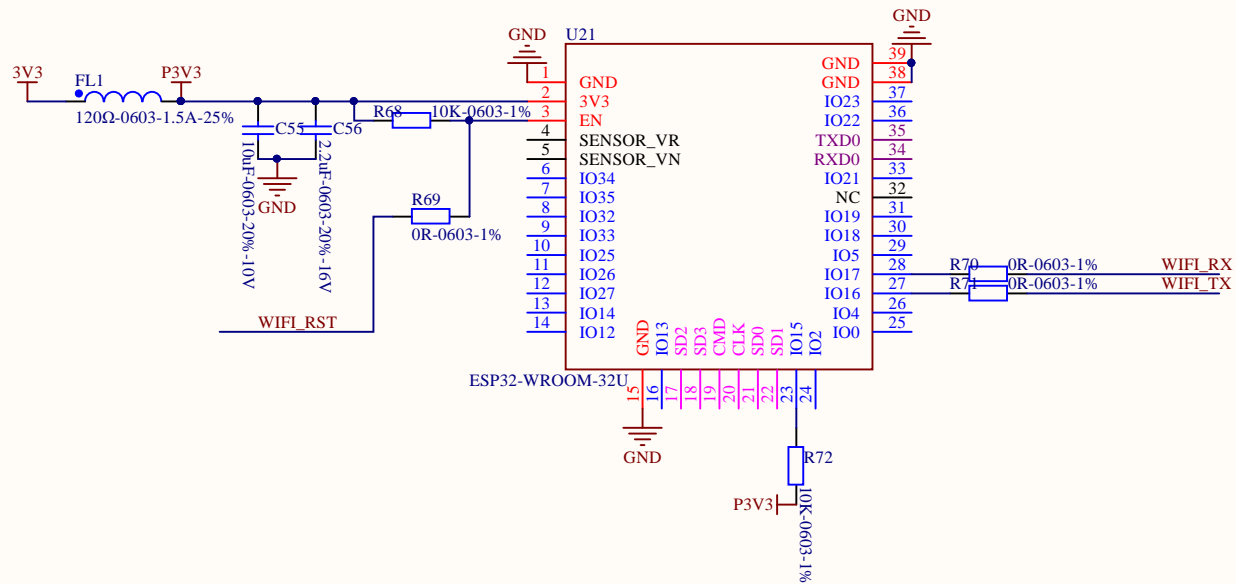 GND
U21
GND
3V3
FL1
P3V3
120Ω-0603-1.5A-25%
C55
10uF-0603-20%-10V
C56
2.2uF-0603-20%-16V
GND
R68
10K-0603-1%
R69
0R-0603-1%
WIFI_RST
1 GND
2 3V3
3 EN
4 SENSOR_VR
5 SENSOR_VN
6 IO34
7 IO35
8 IO32
9 IO33
10 IO25
11 IO26
12 IO27
13 IO14
14 IO12
GND 39
GND 38
IO23 37
IO22 36
TXD0 35
RXD0 34
IO21 33
NC 32
IO19 31
IO18 30
IO5 29
IO17 28
IO16 27
IO4 26
IO0 25
R70 0R-0603-1% WIFI_RX
R71 0R-0603-1% WIFI_TX
GND 15
IO13 16
SD2 17
SD3 18
CMD 19
CLK 20
SD0 21
SD1 22
IO15 23
IO2 24
ESP32-WROOM-32U
GND
R72
10K-0603-1%
P3V3